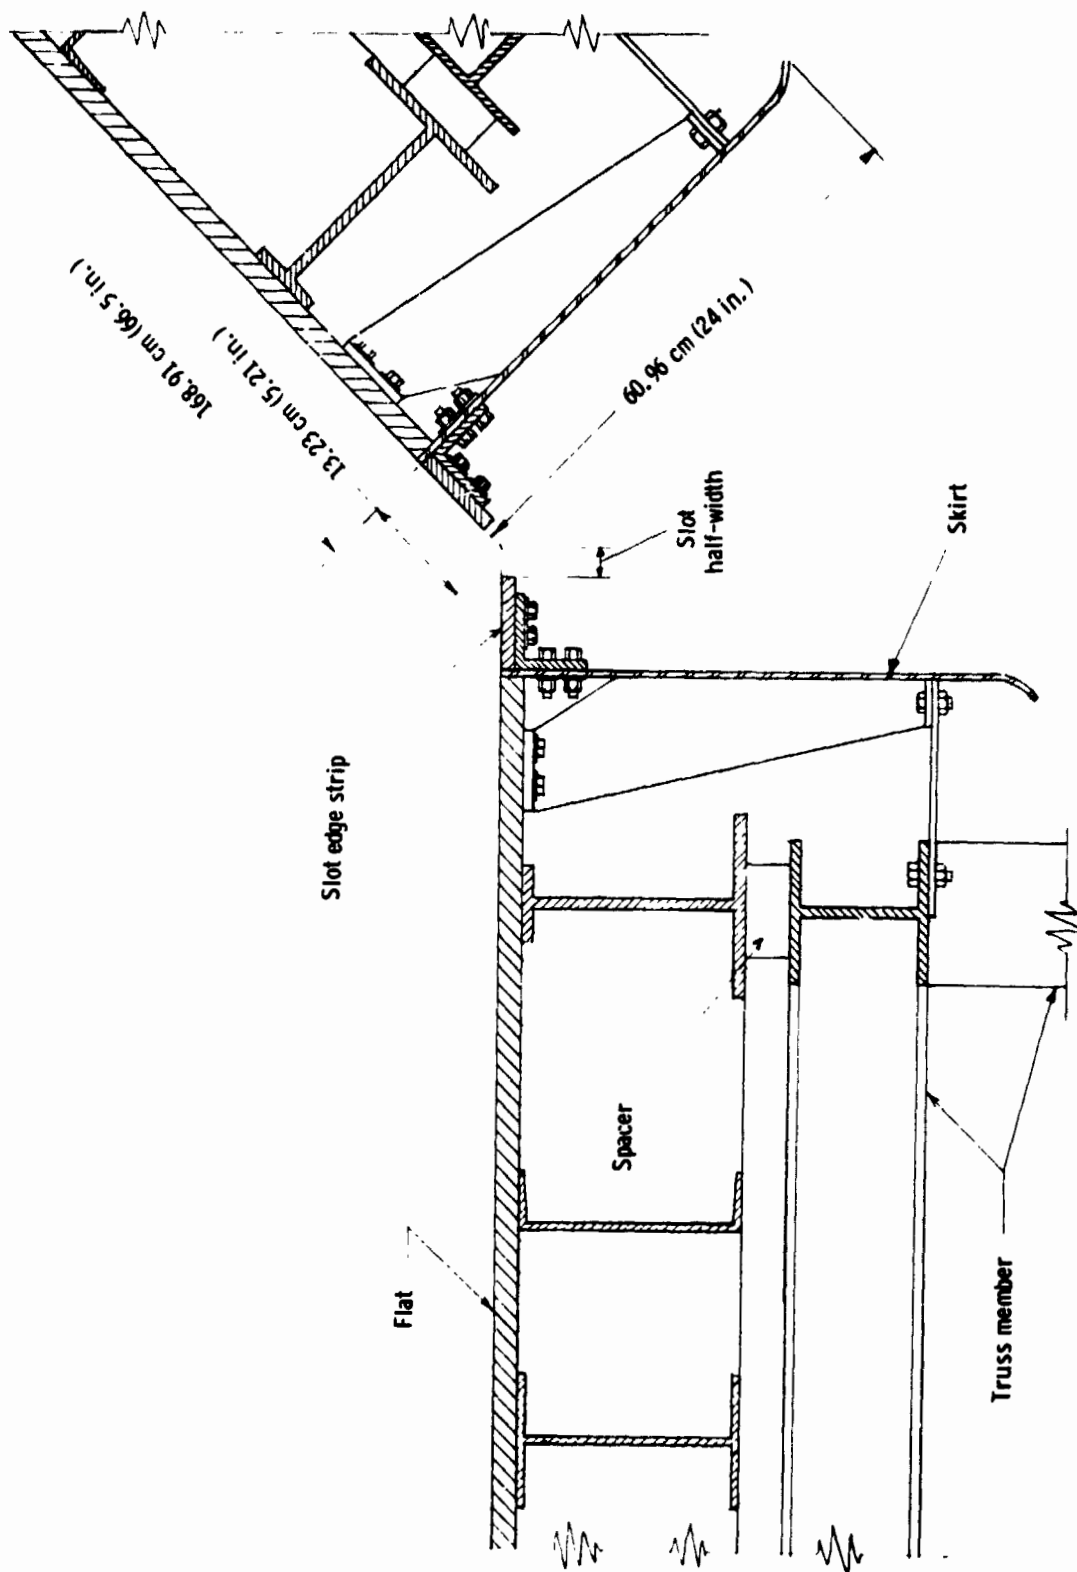 168.91 cm (66.5 in.)
13.23 cm (5.21 in.)
60.96 cm (24 in.)
Slot
half-width
Skirt
Slot edge strip
Spacer
Flat
Truss member